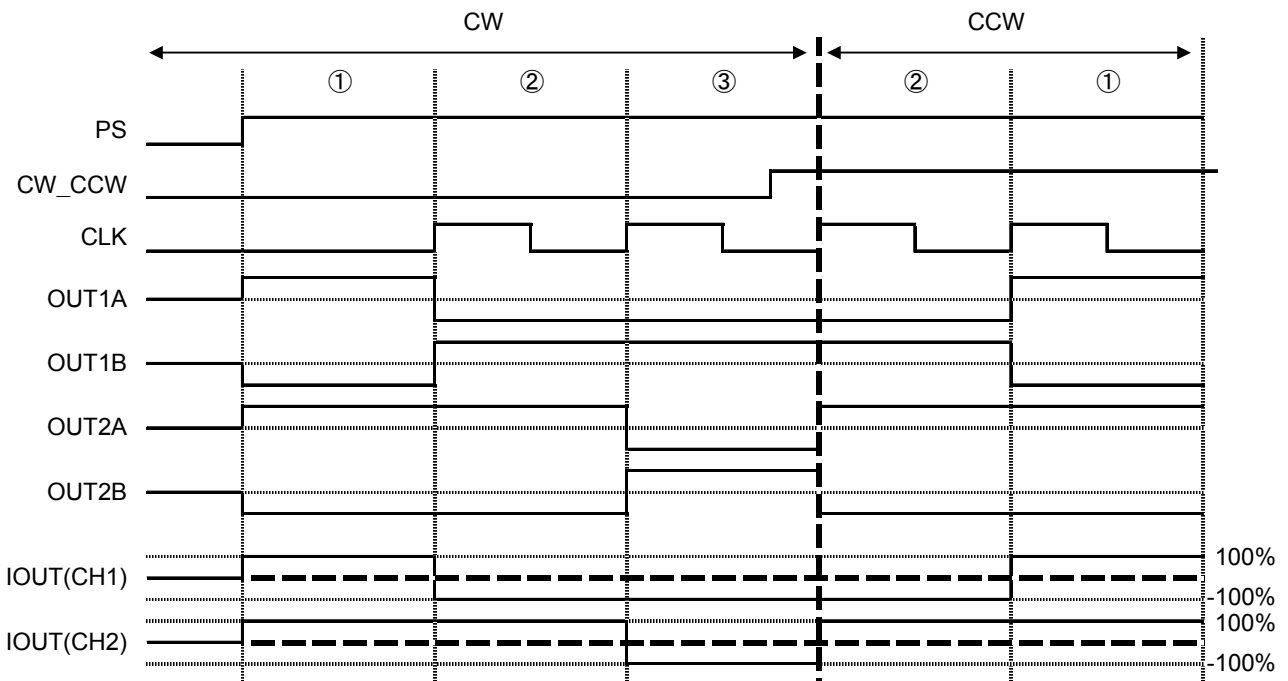 CW CCW
① ② ③ ② ①
PS
CW_CCW
CLK
OUT1A
OUT1B
OUT2A
OUT2B
100%
IOUT(CH1)
-100%
100%
IOUT(CH2)
-100%